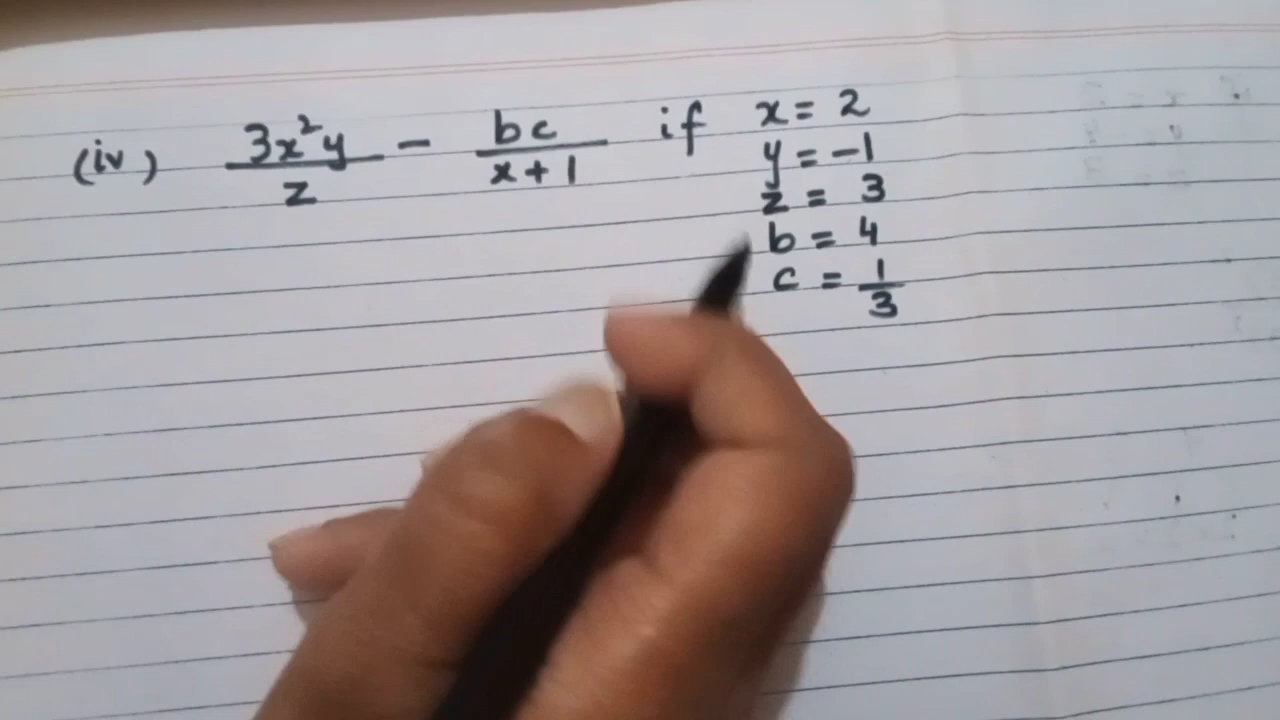 (iv) 3x²y/z - bc/x+1 if x = 2
y = -1
z = 3
b = 4
c = 1/3